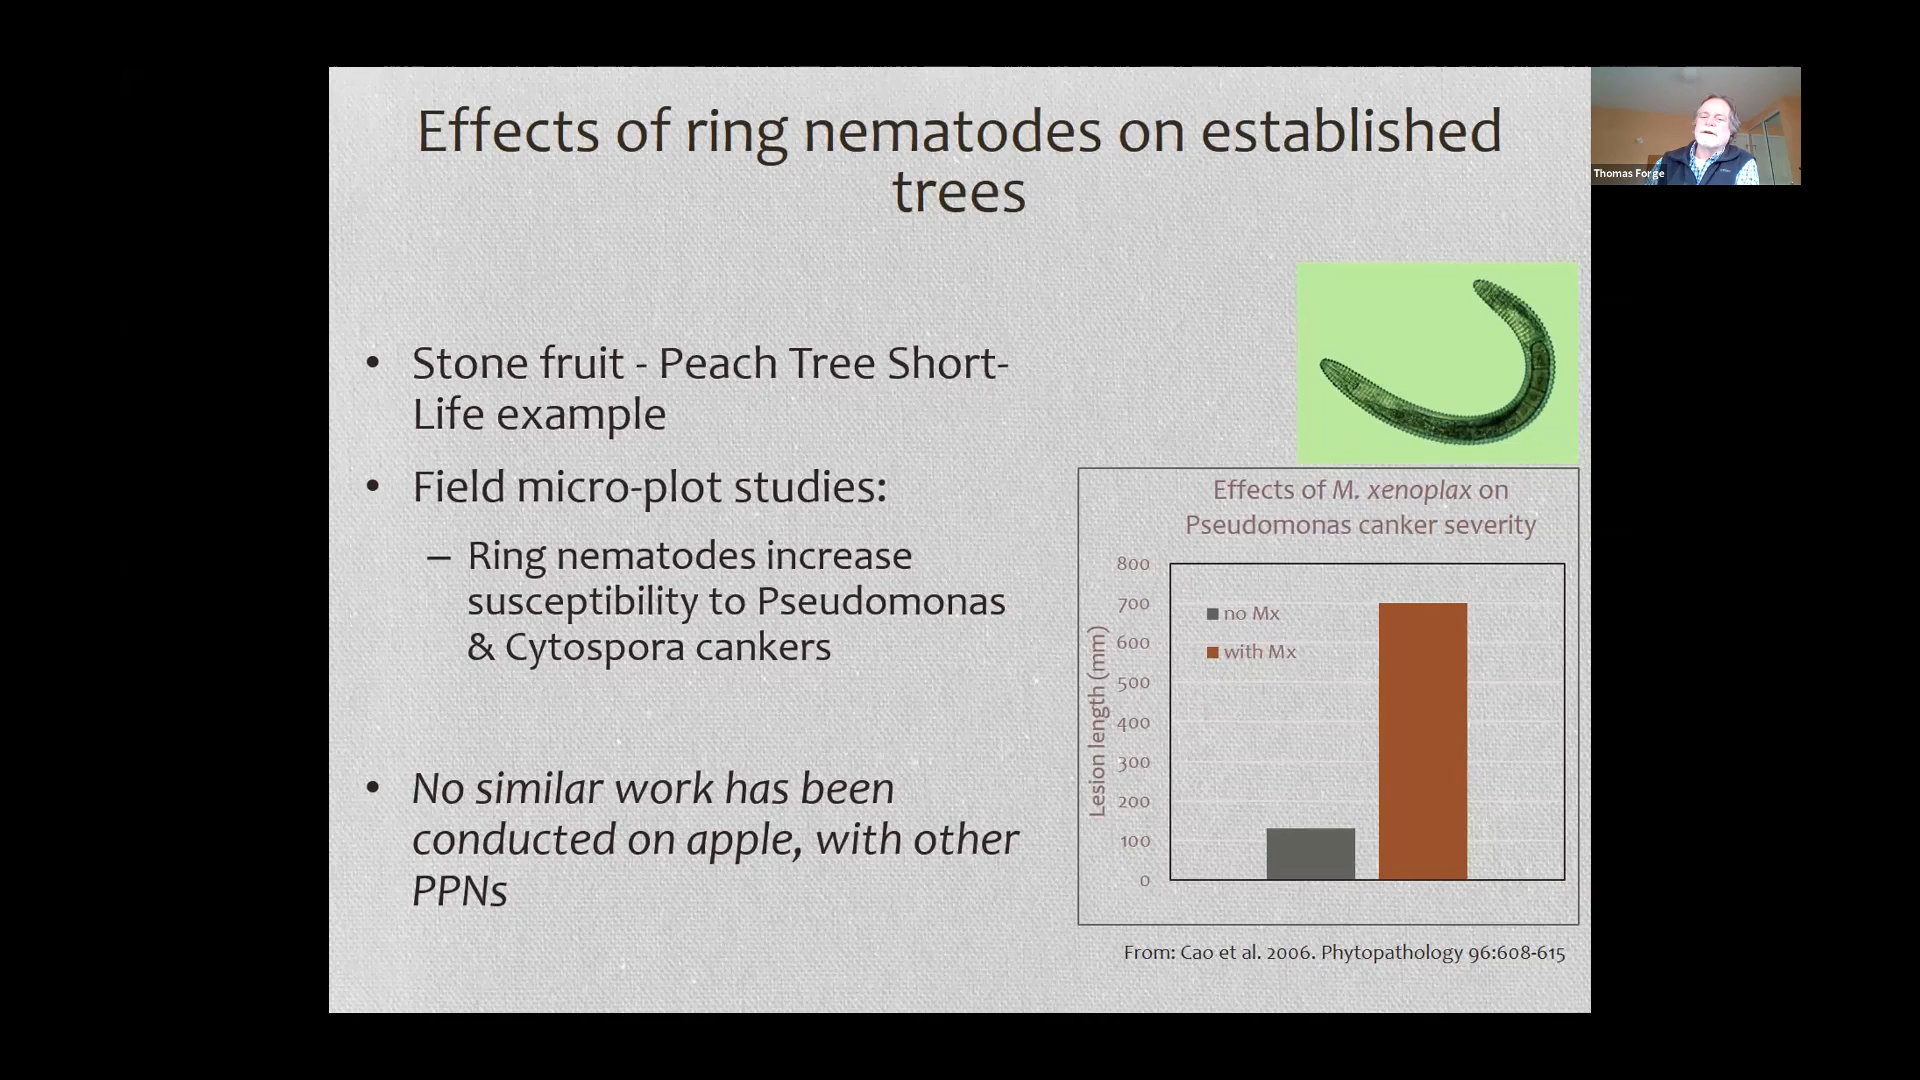 Effects of ring nematodes on established
trees
Thomas Forge
• Stone fruit - Peach Tree Short-
Life example
• Field micro-plot studies:
– Ring nematodes increase
susceptibility to Pseudomonas
& Cytospora cankers
• No similar work has been
conducted on apple, with other
PPNs
Effects of M. xenoplax on
Pseudomonas canker severity
Lesion length (mm)
800
700
600
500
400
300
200
100
0
no Mx
with Mx
From: Cao et al. 2006. Phytopathology 96:608-615